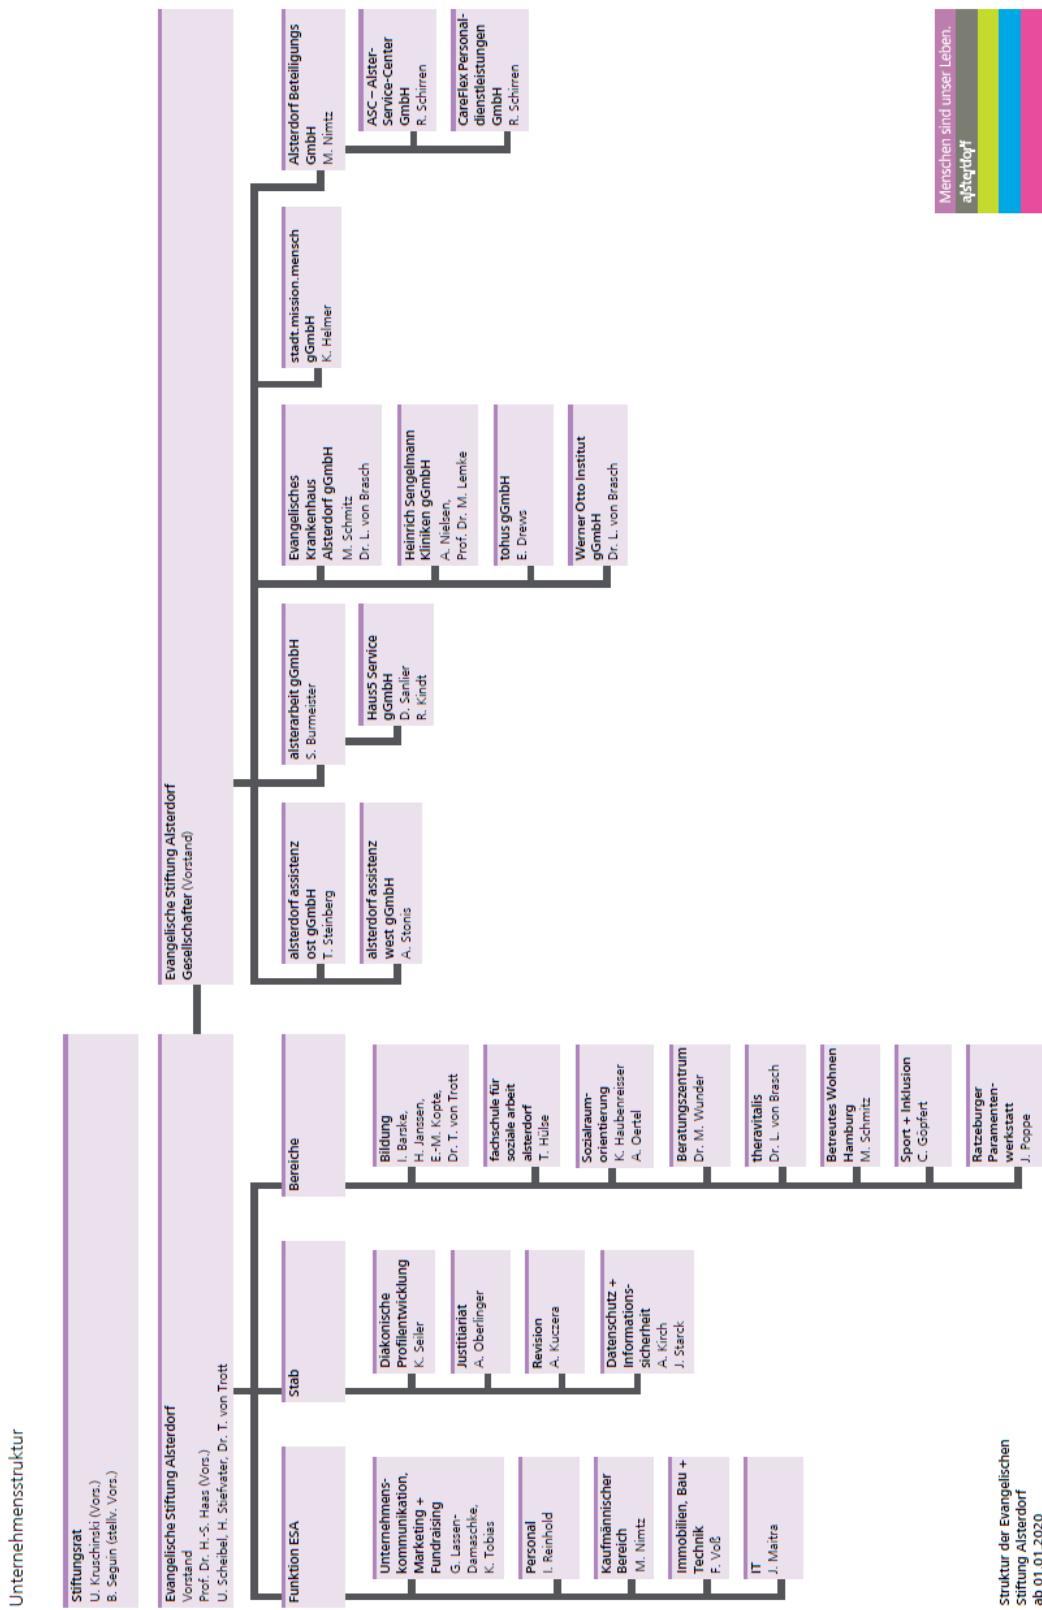 Unternehmensstruktur
Stiftungsrat
U. Kruschinski (Vors.)
B. Seguin (stellv. Vors.)
Evangelische Stiftung Alsterdorf
Vorstand
Prof. Dr. H.-S. Haas (Vors.)
U. Scheibel, H. Stiefvater, Dr. T. von Trott
Evangelische Stiftung Alsterdorf
Gesellschafter (Vorstand)
Funktion ESA
Unternehmens-
kommunikation,
Marketing +
Fundraising
G. Lassen-
Damaschke,
K. Tobias
Personal
I. Reinhold
Kaufmännischer
Bereich
M. Nimtz
Immobilien, Bau +
Technik
F. Voß
IT
J. Maitra
Stab
Diakonische
Profilentwicklung
K. Seiler
Justitiariat
A. Oberlinger
Revision
A. Kuczera
Datenschutz +
Informations-
sicherheit
A. Kirch
J. Starck
Bereiche
Bildung
I. Barske,
H. Janssen,
E.-M. Kopte,
Dr. T. von Trott
fachschule für
soziale arbeit
alsterdorf
T. Hülse
Sozialraum-
orientierung
K. Haubenreisser
A. Oertel
Beratungszentrum
Dr. M. Wunder
theravitalis
Dr. L. von Brasch
Betreutes Wohnen
Hamburg
M. Schmitz
Sport + Inklusion
C. Göpfert
Ratzeburger
Paramenten-
werkstatt
J. Poppe
alsterdorf assistenz
ost gGmbH
T. Steinberg
alsterdorf assistenz
west gGmbH
A. Stonis
alsterarbeit gGmbH
S. Burmeister
Haus5 Service
gGmbH
D. Sanlier
R. Kindt
Evangelisches
Krankenhaus
Alsterdorf gGmbH
M. Schmitz
Dr. L. von Brasch
Heinrich Sengelmann
Kliniken gGmbH
A. Nielsen,
Prof. Dr. M. Lemke
tohus gGmbH
E. Drews
Werner Otto Institut
gGmbH
Dr. L. von Brasch
stadt.mission.mensch
gGmbH
K. Helmer
Alsterdorf Beteiligungs
GmbH
M. Nimtz
ASC – Alster-
Service-Center
GmbH
R. Schirren
CareFlex Personal-
dienstleistungen
GmbH
R. Schirren
Struktur der Evangelischen
Stiftung Alsterdorf
ab 01.01.2020
Menschen sind unser Leben.
alsterdorf